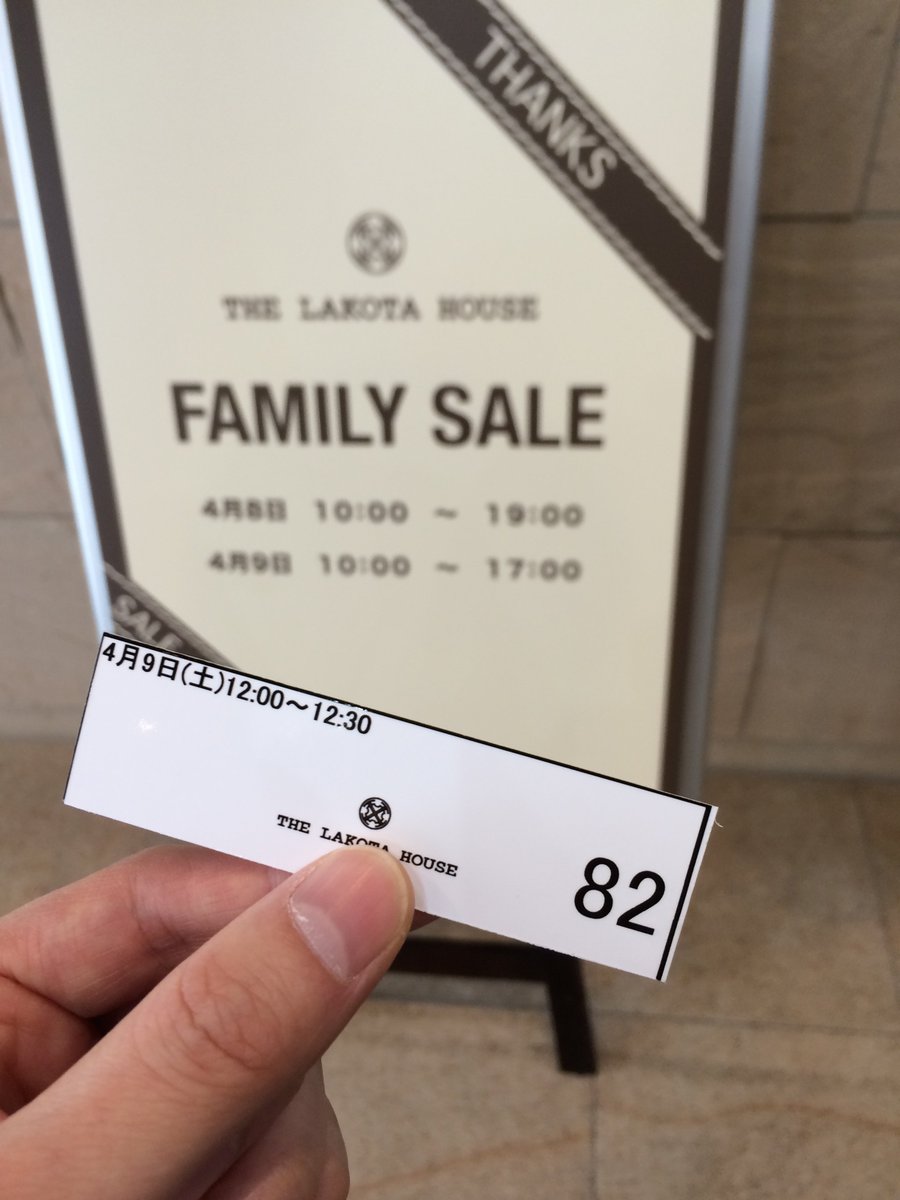 THANKS
THE LAKOTA HOUSE
FAMILY SALE
4月8日 10:00 ～ 19:00
4月9日 10:00 ～ 17:00
SALE
4月9日(土)12:00～12:30
THE LAKOTA HOUSE
82